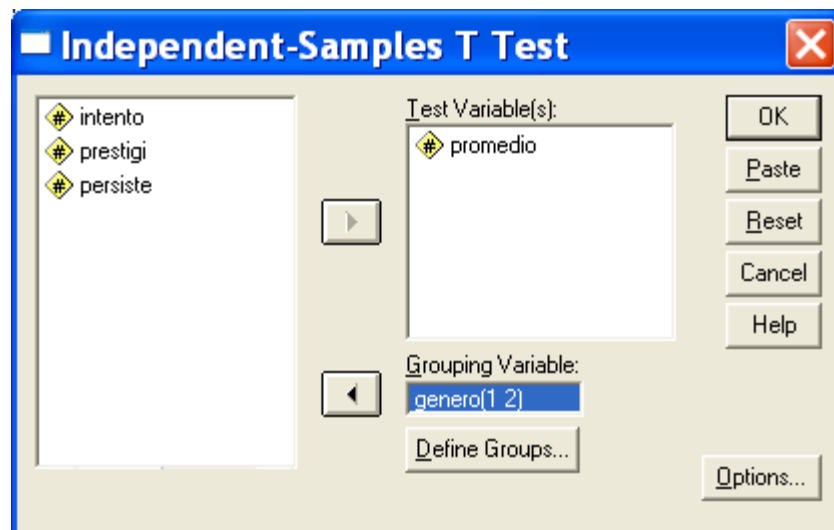 Independent-Samples T Test
# intento
# prestigi
# persiste
Test Variable(s):
# promedio
Grouping Variable:
genero(1 2)
Define Groups...
OK
Paste
Reset
Cancel
Help
Options...